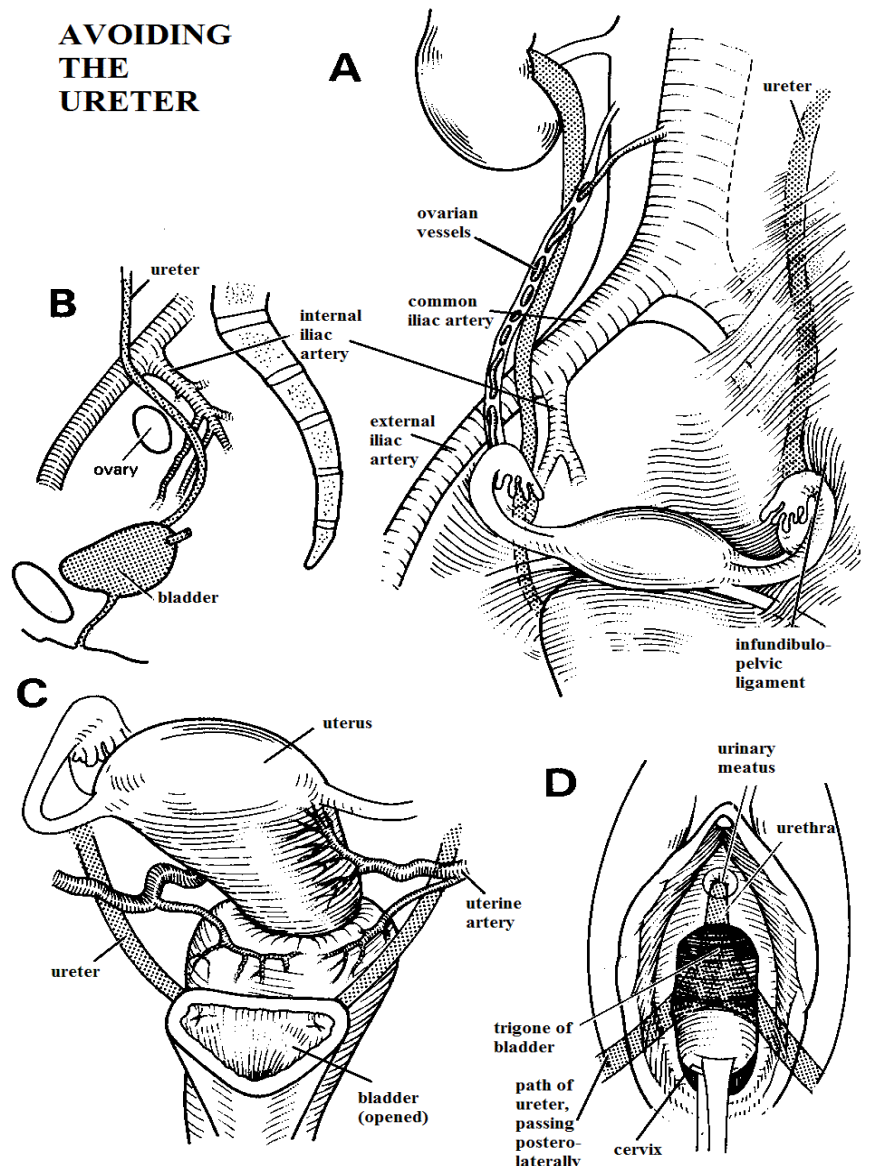 AVOIDING
THE
URETER
A
ureter
ovarian
vessels
common
iliac artery
external
iliac
artery
infundibulo-
pelvic
ligament
B
ureter
internal
iliac
artery
ovary
bladder
C
uterus
uterine
artery
ureter
bladder
(opened)
D
urinary
meatus
urethra
trigone of
bladder
path of
ureter,
passing
postero-
laterally
cervix